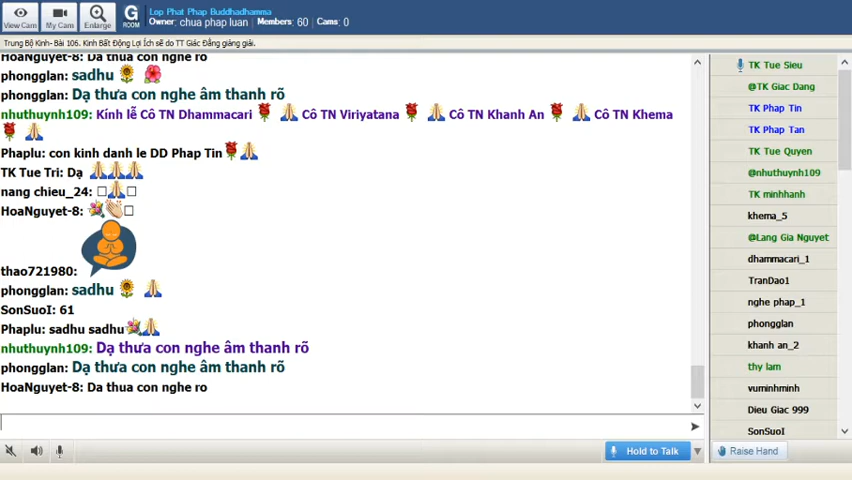 Lop Phat Phap Buddhadhamma
Owner: chua phap luan Members: 60 Cams: 0
View Cam
My Cam
Enlarge
G
ROOM
Trung Bộ Kinh- Bài 106. Kinh Bất Động Lợi Ích sẽ do TT Giác Đẳng giảng giải.
HoaNguyet-8: Da thua con nghe ro
phongglan: sadhu 🌻 🌺
phongglan: Dạ thưa con nghe âm thanh rõ
nhuthuynh109: Kính lễ Cô TN Dhammacari 🌹 🙏 Cô TN Viriyatana 🌹 🙏 Cô TN Khanh An 🌹 🙏 Cô TN Khema
🌹 🙏
Phaplu: con kinh danh le DD Phap Tin 🌹🙏
TK Tue Tri: Dạ 🙏🙏🙏
nang chieu_24: □🙏□
HoaNguyet-8: 💐👏□
thao721980:
phongglan: sadhu 🌻 🙏
SonSuoI: 61
Phaplu: sadhu sadhu💐🙏
nhuthuynh109: Dạ thưa con nghe âm thanh rõ
phongglan: Dạ thưa con nghe âm thanh rõ
HoaNguyet-8: Da thua con nghe ro
TK Tue Sieu
@TK Giac Dang
TK Phap Tin
TK Phap Tan
TK Tue Quyen
@nhuthuynh109
TK minhhanh
khema_5
@Lang Gia Nguyet
dhammacari_1
TranDao1
nghe phap_1
phongglan
khanh an_2
thy lam
vuminhminh
Dieu Giac 999
SonSuoI
Hold to Talk
Raise Hand